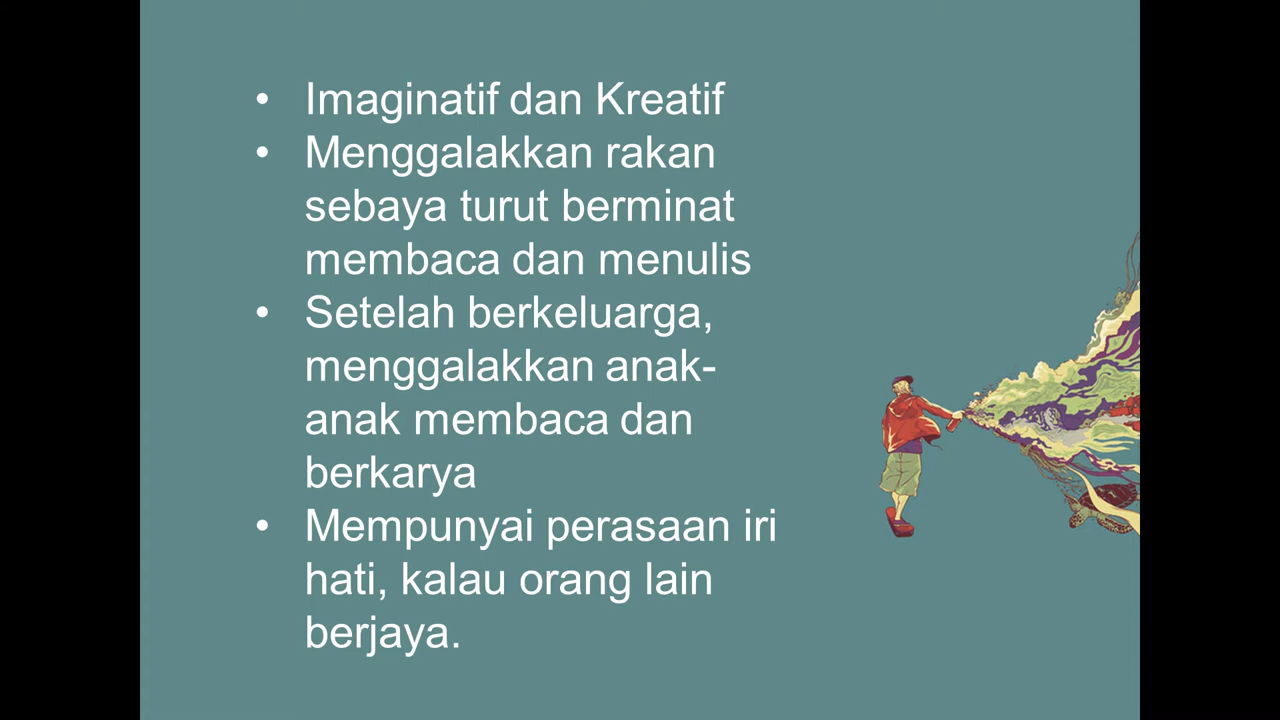 • Imaginatif dan Kreatif
• Menggalakkan rakan
sebaya turut berminat
membaca dan menulis
• Setelah berkeluarga,
menggalakkan anak-
anak membaca dan
berkarya
• Mempunyai perasaan iri
hati, kalau orang lain
berjaya.